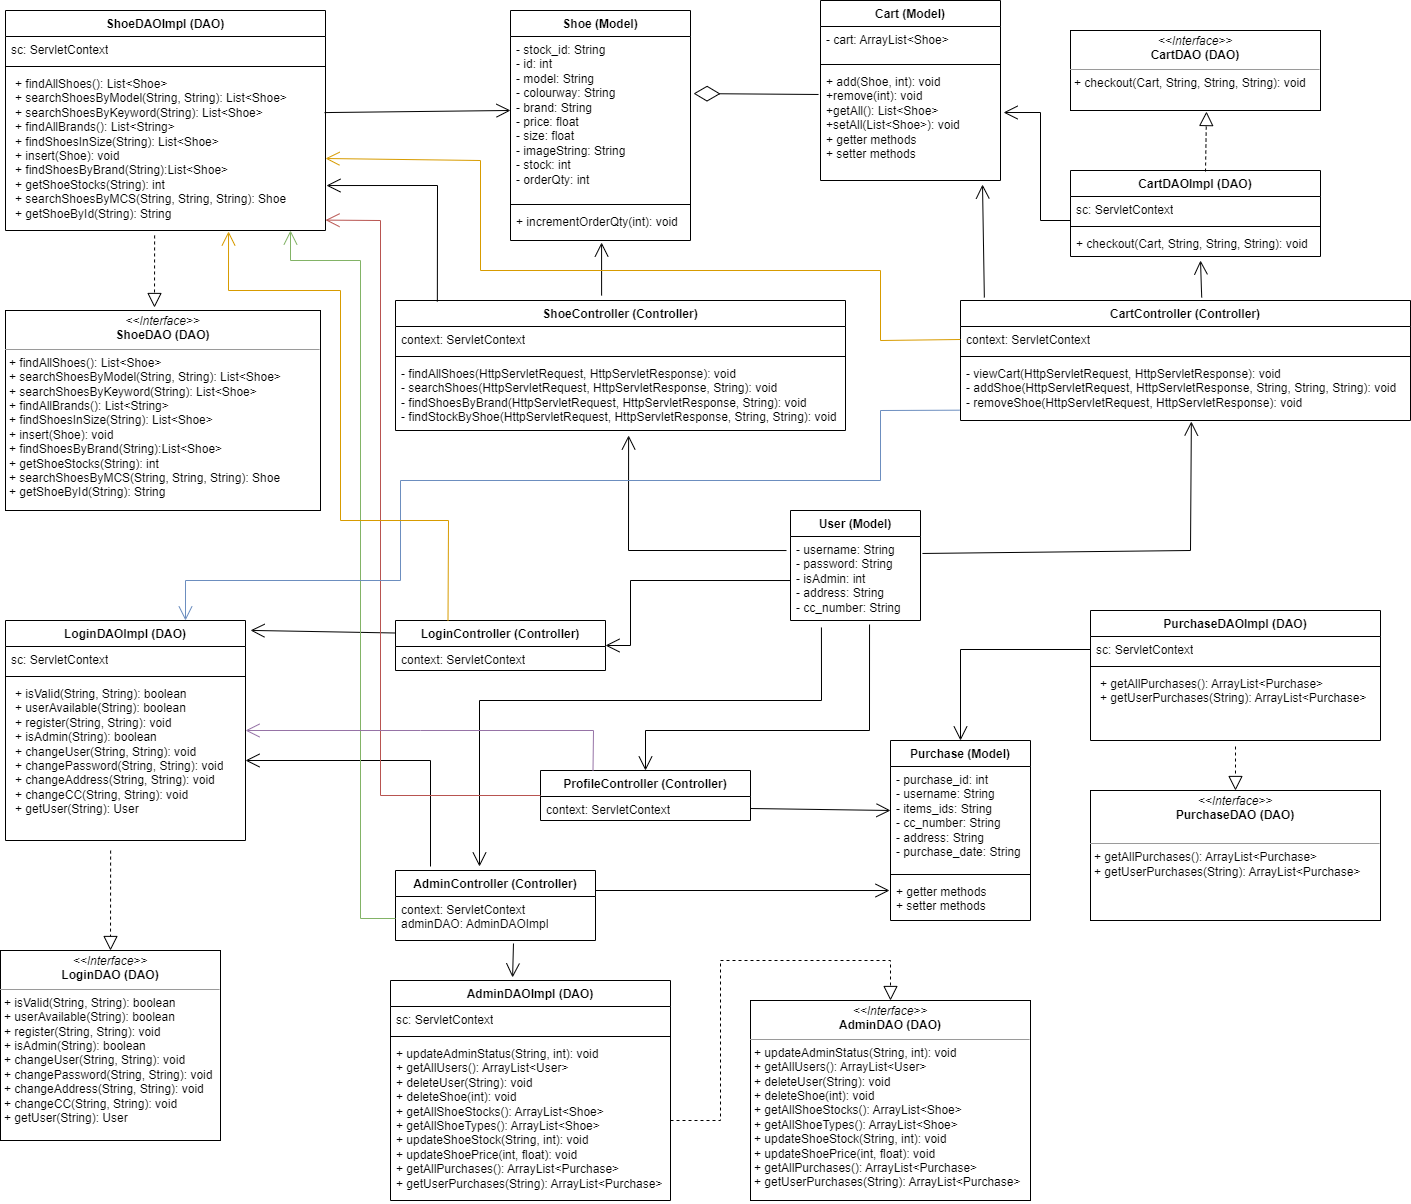 ShoeDAOImpl (DAO)
sc: ServletContext
+ findAllShoes(): List<Shoe>
+ searchShoesByModel(String, String): List<Shoe>
+ searchShoesByKeyword(String): List<Shoe>
+ findAllBrands(): List<String>
+ findShoesInSize(String): List<Shoe>
+ insert(Shoe): void
+ findShoesByBrand(String):List<Shoe>
+ getShoeStocks(String): int
+ searchShoesByMCS(String, String, String): Shoe
+ getShoeById(String): String
Shoe (Model)
- stock_id: String
- id: int
- model: String
- colourway: String
- brand: String
- price: float
- size: float
- imageString: String
- stock: int
- orderQty: int
+ incrementOrderQty(int): void
Cart (Model)
- cart: ArrayList<Shoe>
+ add(Shoe, int): void
+remove(int): void
+getAll(): List<Shoe>
+setAll(List<Shoe>): void
+ getter methods
+ setter methods
<<Interface>>
CartDAO (DAO)
+ checkout(Cart, String, String, String): void
CartDAOImpl (DAO)
sc: ServletContext
+ checkout(Cart, String, String, String): void
<<Interface>>
ShoeDAO (DAO)
+ findAllShoes(): List<Shoe>
+ searchShoesByModel(String, String): List<Shoe>
+ searchShoesByKeyword(String): List<Shoe>
+ findAllBrands(): List<String>
+ findShoesInSize(String): List<Shoe>
+ insert(Shoe): void
+ findShoesByBrand(String):List<Shoe>
+ getShoeStocks(String): int
+ searchShoesByMCS(String, String, String): Shoe
+ getShoeById(String): String
ShoeController (Controller)
context: ServletContext
- findAllShoes(HttpServletRequest, HttpServletResponse): void
- searchShoes(HttpServletRequest, HttpServletResponse, String): void
- findShoesByBrand(HttpServletRequest, HttpServletResponse, String): void
- findStockByShoe(HttpServletRequest, HttpServletResponse, String, String): void
CartController (Controller)
context: ServletContext
- viewCart(HttpServletRequest, HttpServletResponse): void
- addShoe(HttpServletRequest, HttpServletResponse, String, String, String): void
- removeShoe(HttpServletRequest, HttpServletResponse): void
User (Model)
- username: String
- password: String
- isAdmin: int
- address: String
- cc_number: String
LoginDAOImpl (DAO)
sc: ServletContext
+ isValid(String, String): boolean
+ userAvailable(String): boolean
+ register(String, String): void
+ isAdmin(String): boolean
+ changeUser(String, String): void
+ changePassword(String, String): void
+ changeAddress(String, String): void
+ changeCC(String, String): void
+ getUser(String): User
LoginController (Controller)
context: ServletContext
PurchaseDAOImpl (DAO)
sc: ServletContext
+ getAllPurchases(): ArrayList<Purchase>
+ getUserPurchases(String): ArrayList<Purchase>
ProfileController (Controller)
context: ServletContext
Purchase (Model)
- purchase_id: int
- username: String
- items_ids: String
- cc_number: String
- address: String
- purchase_date: String
+ getter methods
+ setter methods
<<Interface>>
PurchaseDAO (DAO)
+ getAllPurchases(): ArrayList<Purchase>
+ getUserPurchases(String): ArrayList<Purchase>
AdminController (Controller)
context: ServletContext
adminDAO: AdminDAOImpl
<<Interface>>
LoginDAO (DAO)
+ isValid(String, String): boolean
+ userAvailable(String): boolean
+ register(String, String): void
+ isAdmin(String): boolean
+ changeUser(String, String): void
+ changePassword(String, String): void
+ changeAddress(String, String): void
+ changeCC(String, String): void
+ getUser(String): User
AdminDAOImpl (DAO)
sc: ServletContext
+ updateAdminStatus(String, int): void
+ getAllUsers(): ArrayList<User>
+ deleteUser(String): void
+ deleteShoe(int): void
+ getAllShoeStocks(): ArrayList<Shoe>
+ getAllShoeTypes(): ArrayList<Shoe>
+ updateShoeStock(String, int): void
+ updateShoePrice(int, float): void
+ getAllPurchases(): ArrayList<Purchase>
+ getUserPurchases(String): ArrayList<Purchase>
<<Interface>>
AdminDAO (DAO)
+ updateAdminStatus(String, int): void
+ getAllUsers(): ArrayList<User>
+ deleteUser(String): void
+ deleteShoe(int): void
+ getAllShoeStocks(): ArrayList<Shoe>
+ getAllShoeTypes(): ArrayList<Shoe>
+ updateShoeStock(String, int): void
+ updateShoePrice(int, float): void
+ getAllPurchases(): ArrayList<Purchase>
+ getUserPurchases(String): ArrayList<Purchase>